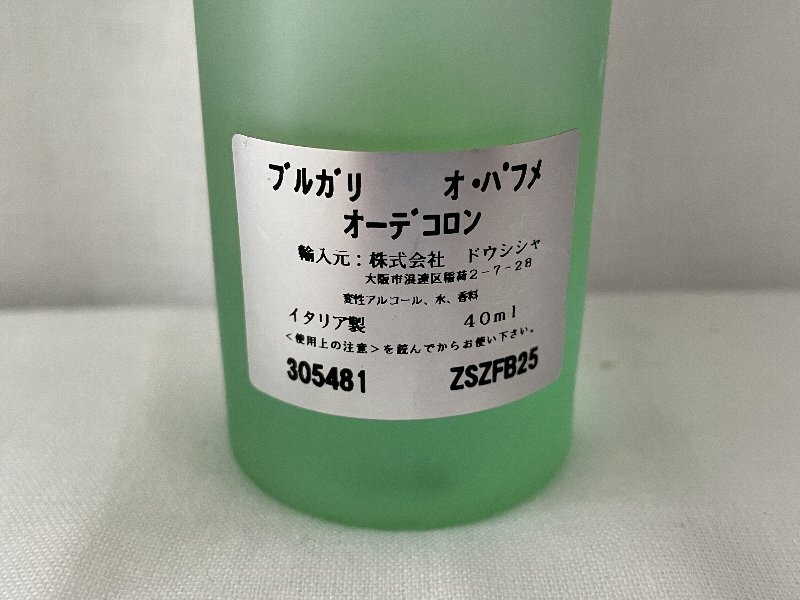 ブルガリ オ・パフメ
オーデコロン
輸入元：株式会社 ドウシシャ
大阪市浪速区稲荷2-7-28
変性アルコール、水、香料
イタリア製 40ml
<使用上の注意>を読んでからお使い下さい。
305481 ZSZFB25